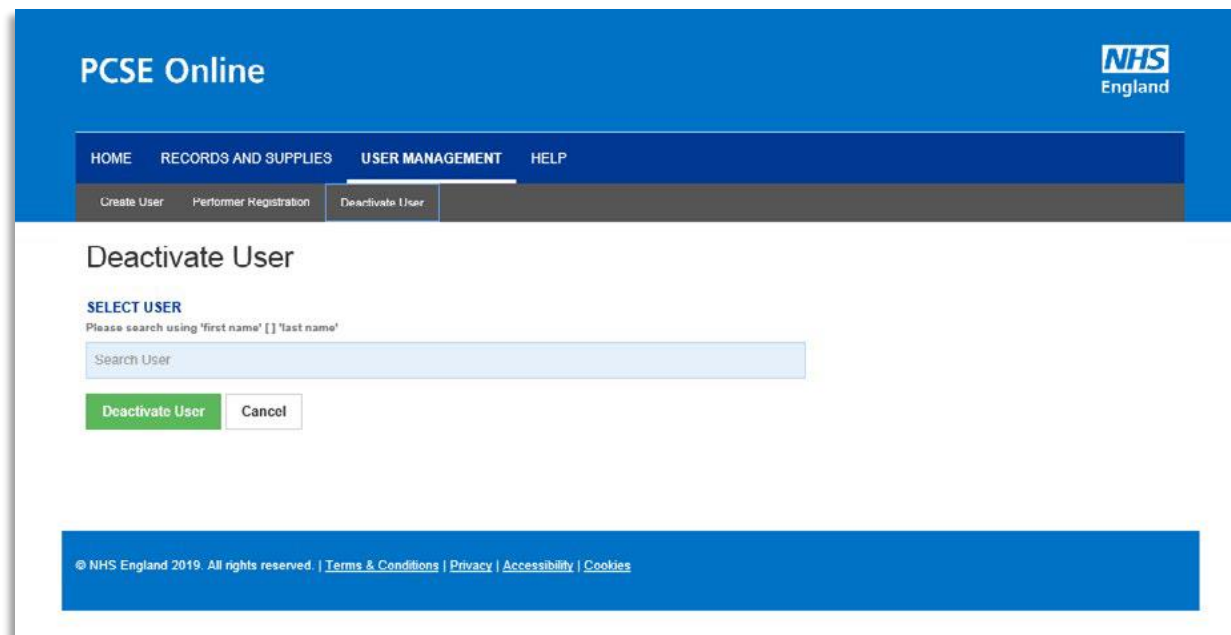 PCSE Online
NHS
England
HOME RECORDS AND SUPPLIES USER MANAGEMENT HELP
Create User Performer Registration Deactivate User
Deactivate User
SELECT USER
Please search using 'first name' [ ] 'last name'
Search User
Deactivate User Cancel
© NHS England 2019. All rights reserved. | Terms & Conditions | Privacy | Accessibility | Cookies